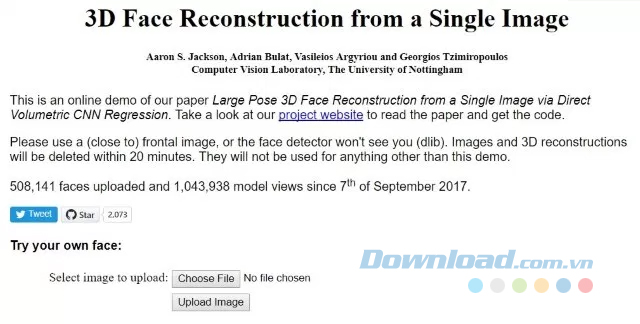 3D Face Reconstruction from a Single Image
Aaron S. Jackson, Adrian Bulat, Vasileios Argyriou and Georgios Tzimiropoulos
Computer Vision Laboratory, The University of Nottingham
This is an online demo of our paper Large Pose 3D Face Reconstruction from a Single Image via Direct
Volumetric CNN Regression. Take a look at our project website to read the paper and get the code.
Please use a (close to) frontal image, or the face detector won't see you (dlib). Images and 3D reconstructions
will be deleted within 20 minutes. They will not be used for anything other than this demo.
508,141 faces uploaded and 1,043,938 model views since 7th of September 2017.
Tweet Star 2,073
Try your own face:
Select image to upload: Choose File No file chosen
Upload Image
Download.com.vn